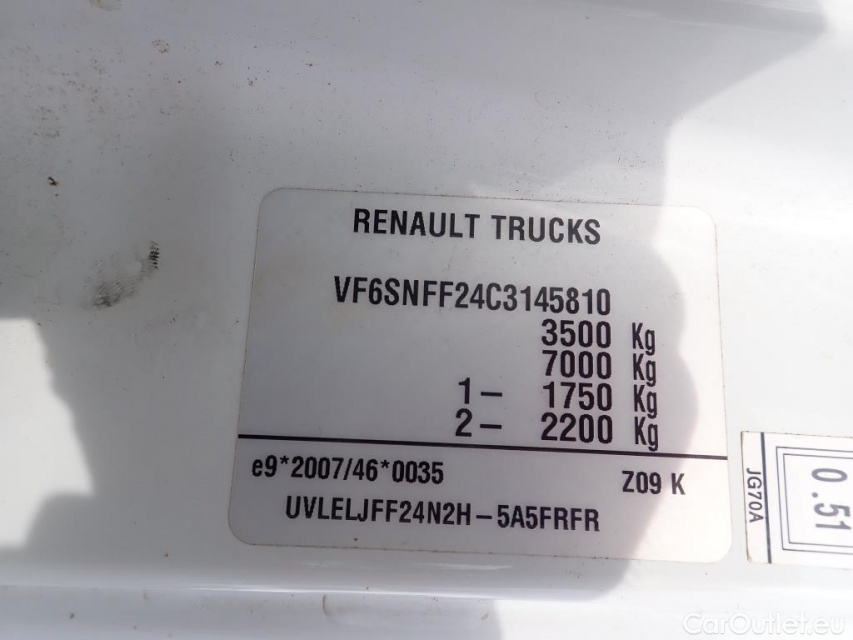 RENAULT TRUCKS
VF6SNFF24C3145810
3500 Kg
7000 Kg
1- 1750 Kg
2- 2200 Kg
e9*2007/46*0035 Z09 K
UVLELJFF24N2H-5A5FRFR
JG70A
0.51
CarOutlet.eu